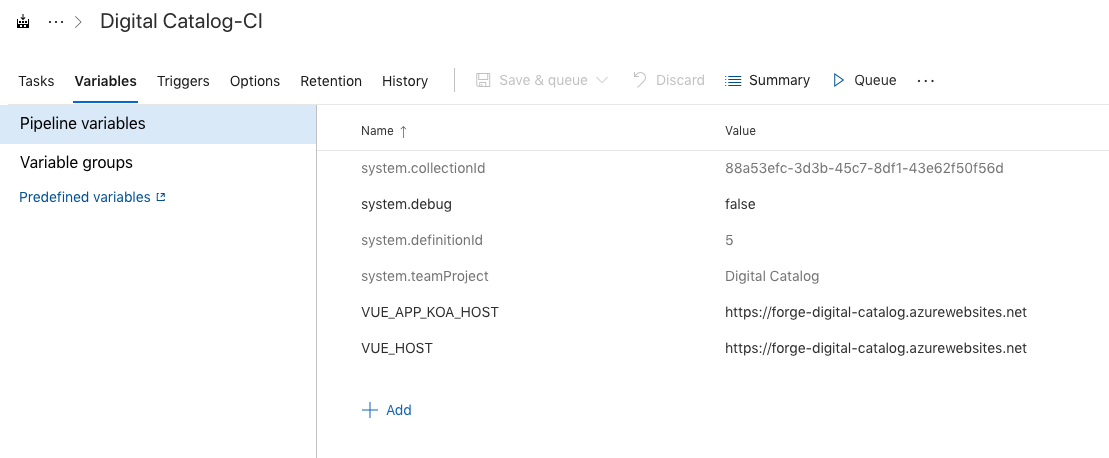 ··· > Digital Catalog-CI
Tasks Variables Triggers Options Retention History Save & queue Discard Summary Queue ···
Pipeline variables
Variable groups
Predefined variables
Name ↑ Value
system.collectionId 88a53efc-3d3b-45c7-8df1-43e62f50f56d
system.debug false
system.definitionId 5
system.teamProject Digital Catalog
VUE_APP_KOA_HOST https://forge-digital-catalog.azurewebsites.net
VUE_HOST https://forge-digital-catalog.azurewebsites.net
+ Add